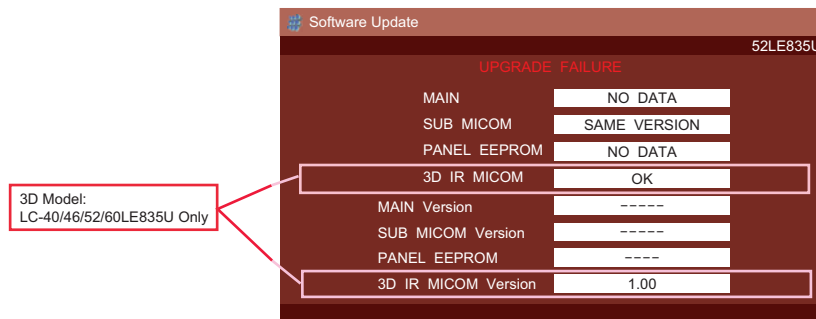 Software Update
52LE835U
UPGRADE FAILURE
MAIN NO DATA
SUB MICOM SAME VERSION
PANEL EEPROM NO DATA
3D IR MICOM OK
3D Model:
LC-40/46/52/60LE835U Only
MAIN Version -----
SUB MICOM Version -----
PANEL EEPROM ----
3D IR MICOM Version 1.00